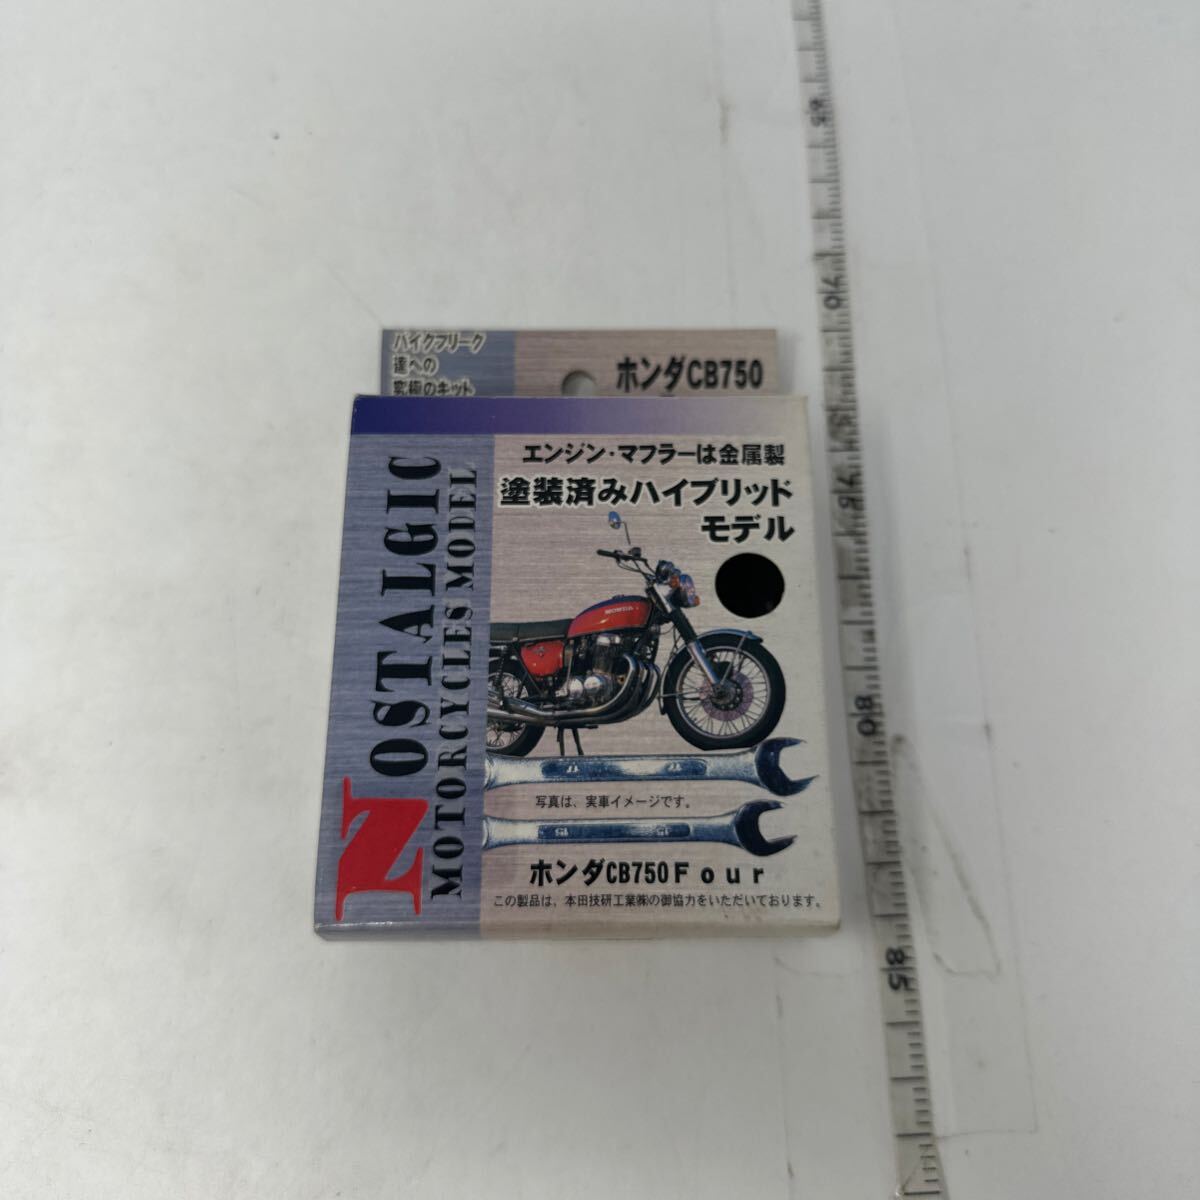 バイクフリーク
達への
究極のキット
ホンダCB750
エンジン・マフラーは金属製
塗装済みハイブリッド
モデル
NOSTALGIC
MOTORCYCLES MODEL
HONDA
17
17
写真は、実車イメージです。
15
15
ホンダCB750Four
この製品は、本田技研工業㈱の御協力をいただいております。
80
85